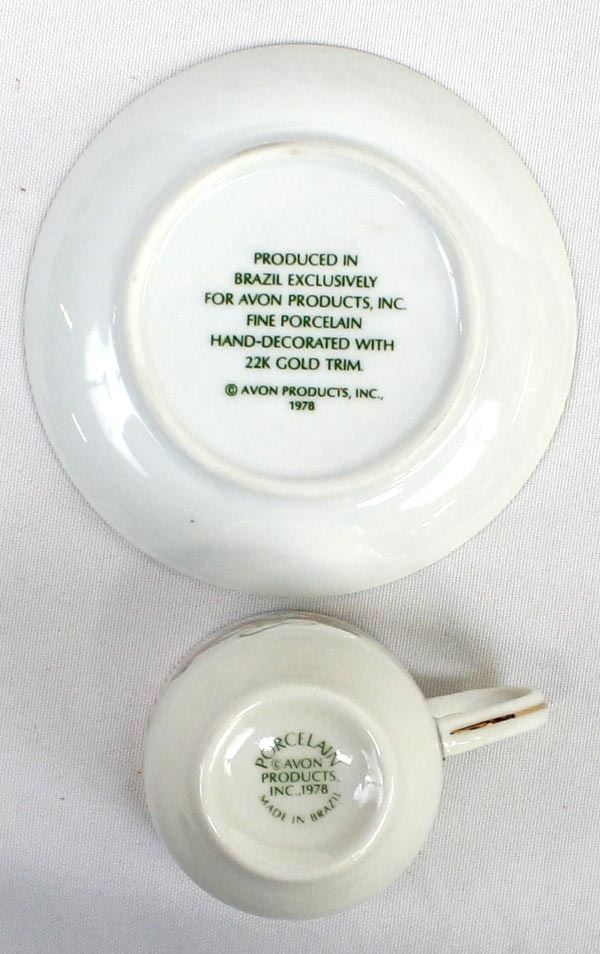 PRODUCED IN
BRAZIL EXCLUSIVELY
FOR AVON PRODUCTS, INC.
FINE PORCELAIN
HAND-DECORATED WITH
22K GOLD TRIM.
© AVON PRODUCTS, INC.,
1978
PORCELAIN
© AVON
PRODUCTS,
INC., 1978
MADE IN BRAZIL